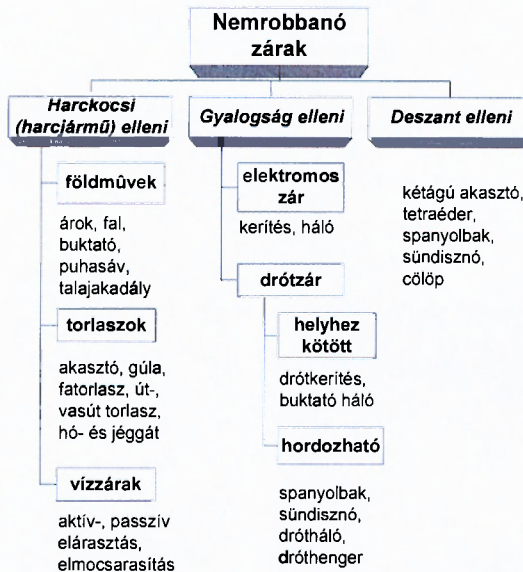 Nemrobbanó
zárak
Harckocsi
(harcjármű) elleni
Gyalogság elleni
Deszant elleni
földmûvek
árok, fal,
buktató,
puhasáv,
talajakadály
torlaszok
akasztó, gúla,
fatorlasz, út-,
vasút torlasz,
hó- és jéggát
vízzárak
aktív-, passzív
elárasztás,
elmocsarasítás
elektromos
zár
kerítés, háló
drótzár
helyhez
kötött
drótkerítés,
buktató háló
hordozható
spanyolbak,
sündisznó,
drótháló,
dróthenger
kétágú akasztó,
tetraéder,
spanyolbak,
sündisznó,
cölöp